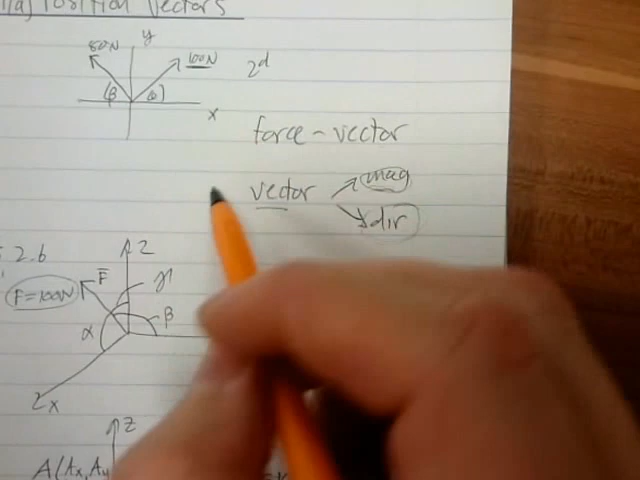 Position Vectors
y
80N
100N
2d
β
θ
x
force - vector
vector
mag
dir
2.6
Z
F
γ
F=100N
β
α
x
Z
A(Ax, Ay